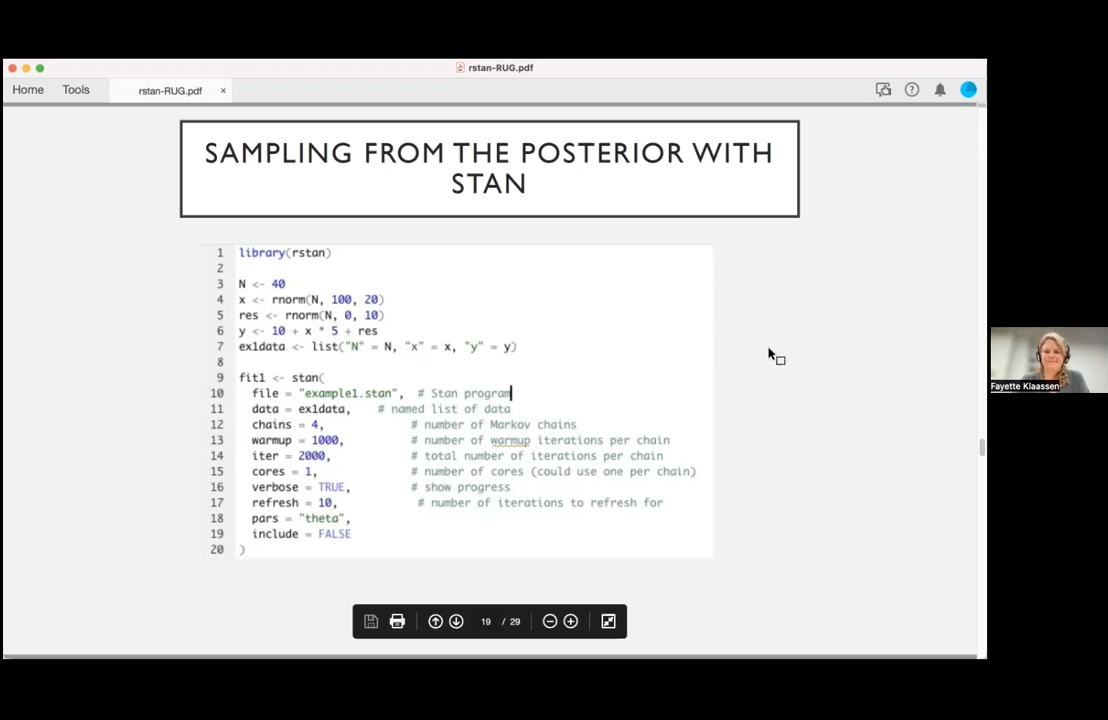 rstan-RUG.pdf
Home Tools rstan-RUG.pdf ×
SAMPLING FROM THE POSTERIOR WITH
STAN
1 library(rstan)
2
3 N <- 40
4 x <- rnorm(N, 100, 20)
5 res <- rnorm(N, 0, 10)
6 y <- 10 + x * 5 + res
7 ex1data <- list("N" = N, "x" = x, "y" = y)
8
9 fit1 <- stan(
10 file = "example1.stan", # Stan program
11 data = ex1data, # named list of data
12 chains = 4, # number of Markov chains
13 warmup = 1000, # number of warmup iterations per chain
14 iter = 2000, # total number of iterations per chain
15 cores = 1, # number of cores (could use one per chain)
16 verbose = TRUE, # show progress
17 refresh = 10, # number of iterations to refresh for
18 pars = "theta",
19 include = FALSE
20 )
Fayette Klaassen
19 / 29